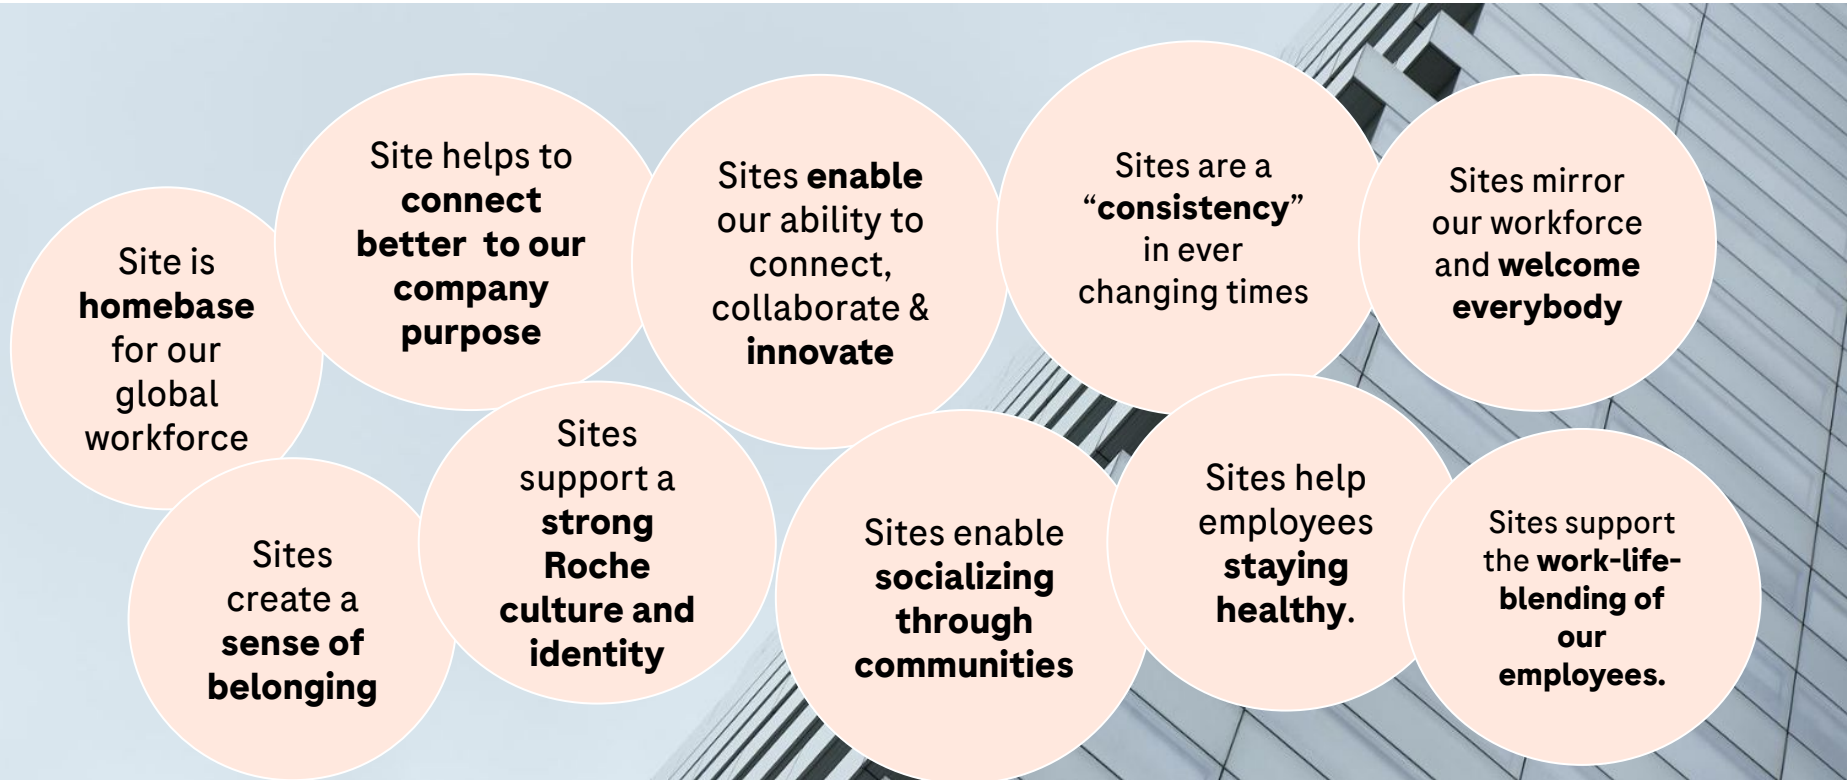 Site is
homebase
for our
global
workforce
Site helps to
connect
better  to our
company
purpose
Sites enable
our ability to
connect,
collaborate &
innovate
Sites are a
“consistency”
in ever
changing times
Sites mirror
our workforce
and welcome
everybody
Sites
create a
sense of
belonging
Sites
support a
strong
Roche
culture and
identity
Sites enable
socializing
through
communities
Sites help
employees
staying
healthy.
Sites support
the work-life-
blending of
our
employees.